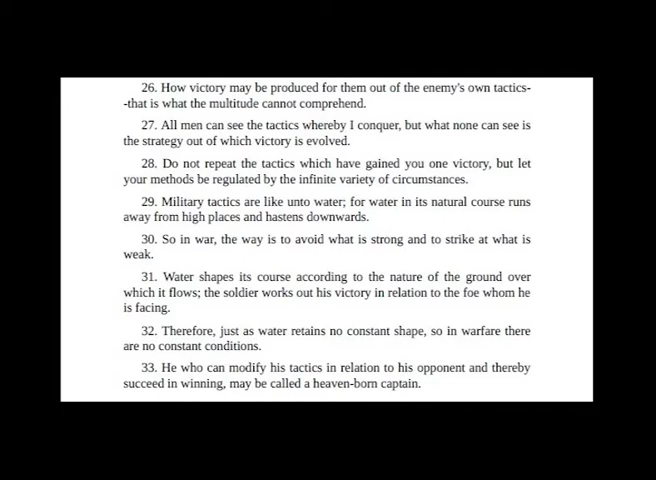 26. How victory may be produced for them out of the enemy's own tactics-
-that is what the multitude cannot comprehend.
27. All men can see the tactics whereby I conquer, but what none can see is
the strategy out of which victory is evolved.
28. Do not repeat the tactics which have gained you one victory, but let
your methods be regulated by the infinite variety of circumstances.
29. Military tactics are like unto water; for water in its natural course runs
away from high places and hastens downwards.
30. So in war, the way is to avoid what is strong and to strike at what is
weak.
31. Water shapes its course according to the nature of the ground over
which it flows; the soldier works out his victory in relation to the foe whom he
is facing.
32. Therefore, just as water retains no constant shape, so in warfare there
are no constant conditions.
33. He who can modify his tactics in relation to his opponent and thereby
succeed in winning, may be called a heaven-born captain.